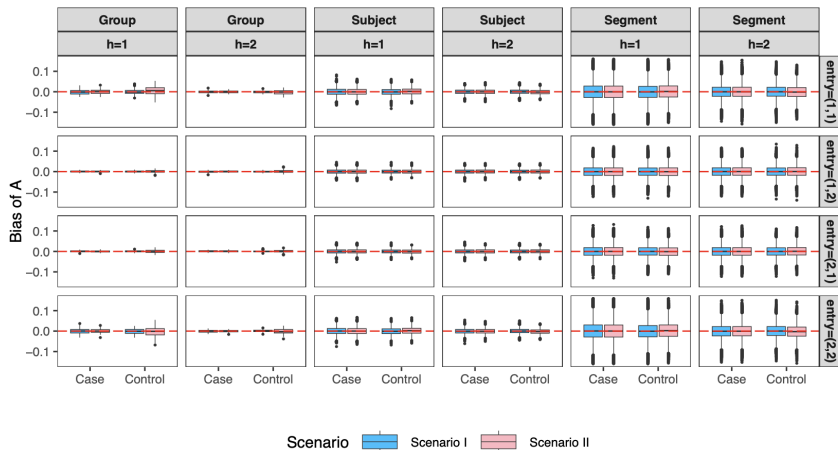 Group Group Subject Subject Segment Segment
h=1 h=2 h=1 h=2 h=1 h=2
Bias of A
0.1
0.0
−0.1
entry=(1,1)
0.1
0.0
−0.1
entry=(1,2)
0.1
0.0
−0.1
entry=(2,1)
0.1
0.0
−0.1
entry=(2,2)
Case Control Case Control Case Control Case Control Case Control Case Control
Scenario Scenario I Scenario II